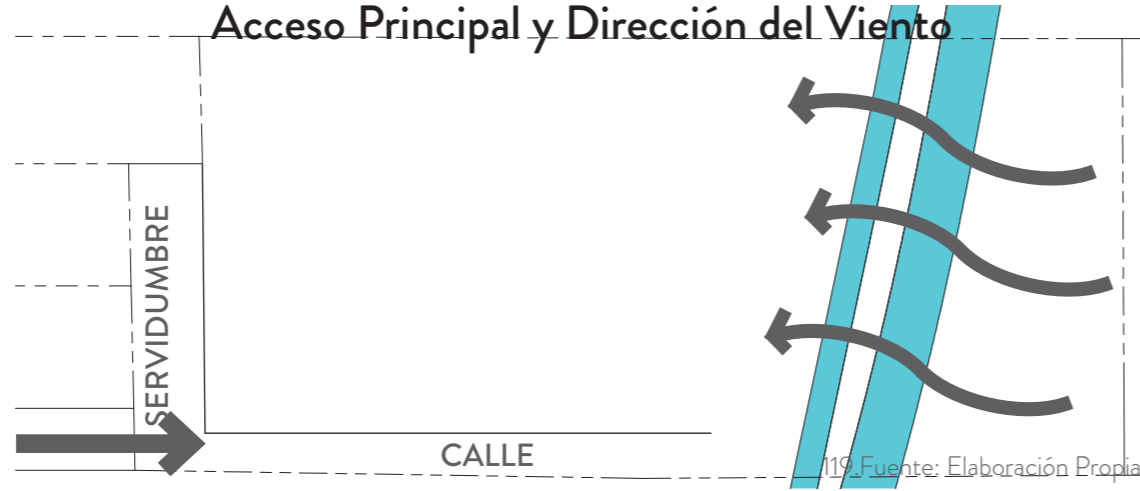 Acceso Principal y Dirección del Viento
SERVIDUMBRE
CALLE
119.Fuente: Elaboración Propia